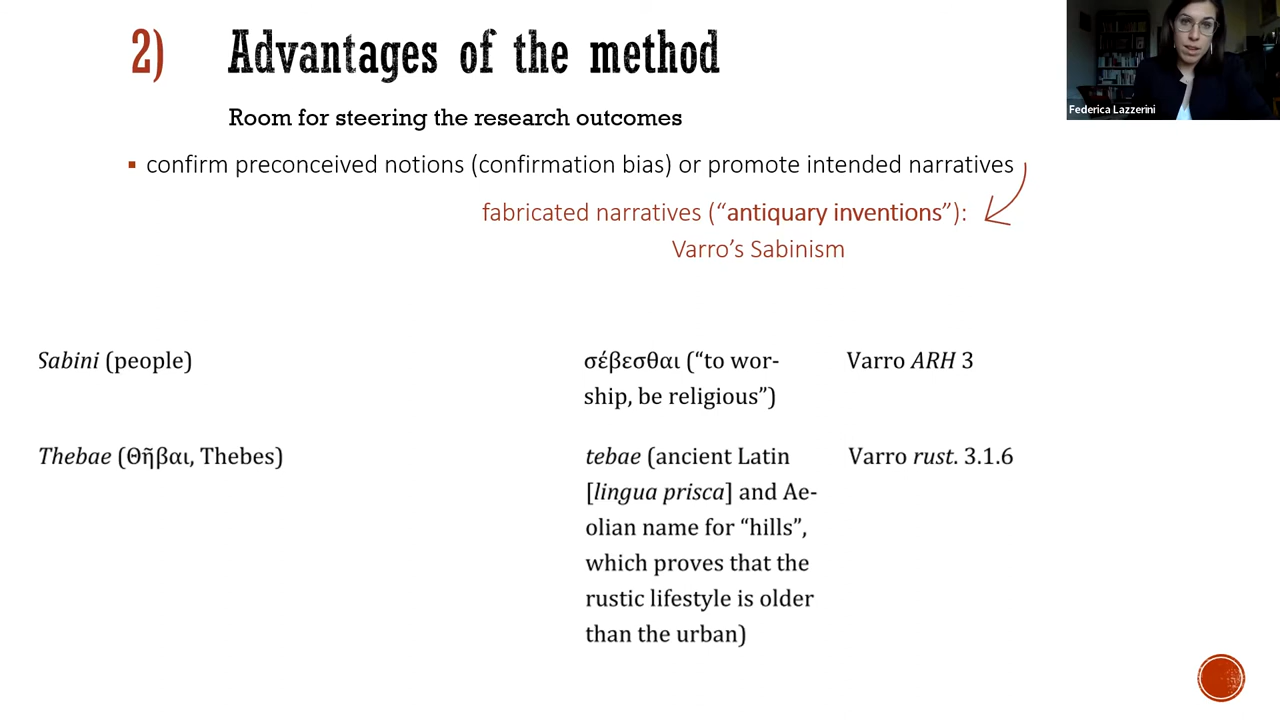 2) Advantages of the method
Federica Lazzerini
Room for steering the research outcomes
▪ confirm preconceived notions (confirmation bias) or promote intended narratives
fabricated narratives (“antiquary inventions”):
Varro’s Sabinism
Sabini (people) σέβεσθαι (“to wor- Varro ARH 3
ship, be religious”)
Thebae (Θῆβαι, Thebes) tebae (ancient Latin Varro rust. 3.1.6
[lingua prisca] and Ae-
olian name for “hills”,
which proves that the
rustic lifestyle is older
than the urban)